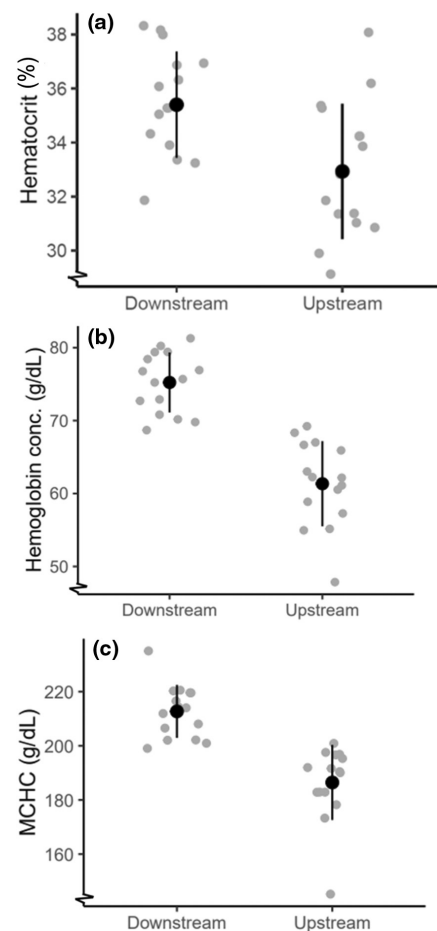 (a)
Hematocrit (%)
38
36
34
32
30
Downstream Upstream
(b)
Hemoglobin conc. (g/dL)
80
70
60
50
Downstream Upstream
(c)
MCHC (g/dL)
220
200
180
160
Downstream Upstream